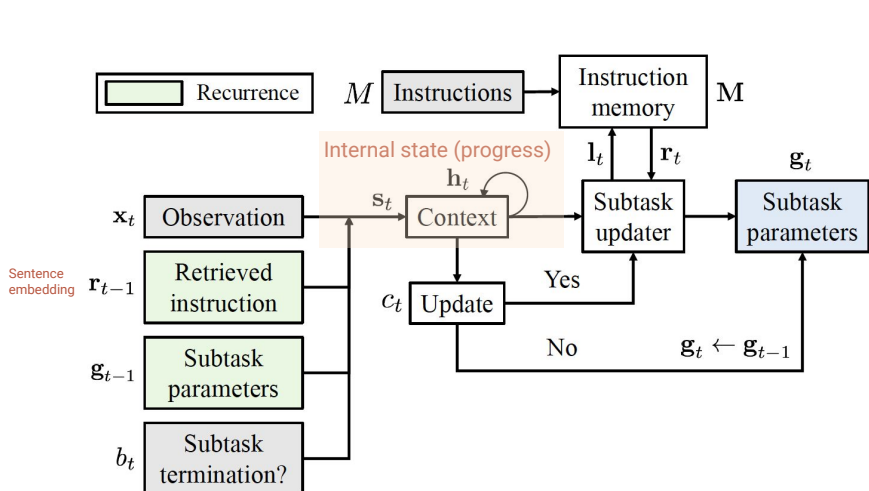 Recurrence
M Instructions
Instruction
memory
M
Internal state (progress)
l_t
r_t
h_t
s_t
g_t
x_t Observation
Context
Subtask
updater
Subtask
parameters
Sentence
embedding
r_{t-1}
Retrieved
instruction
c_t Update
Yes
No
g_t ← g_{t-1}
g_{t-1}
Subtask
parameters
b_t
Subtask
termination?